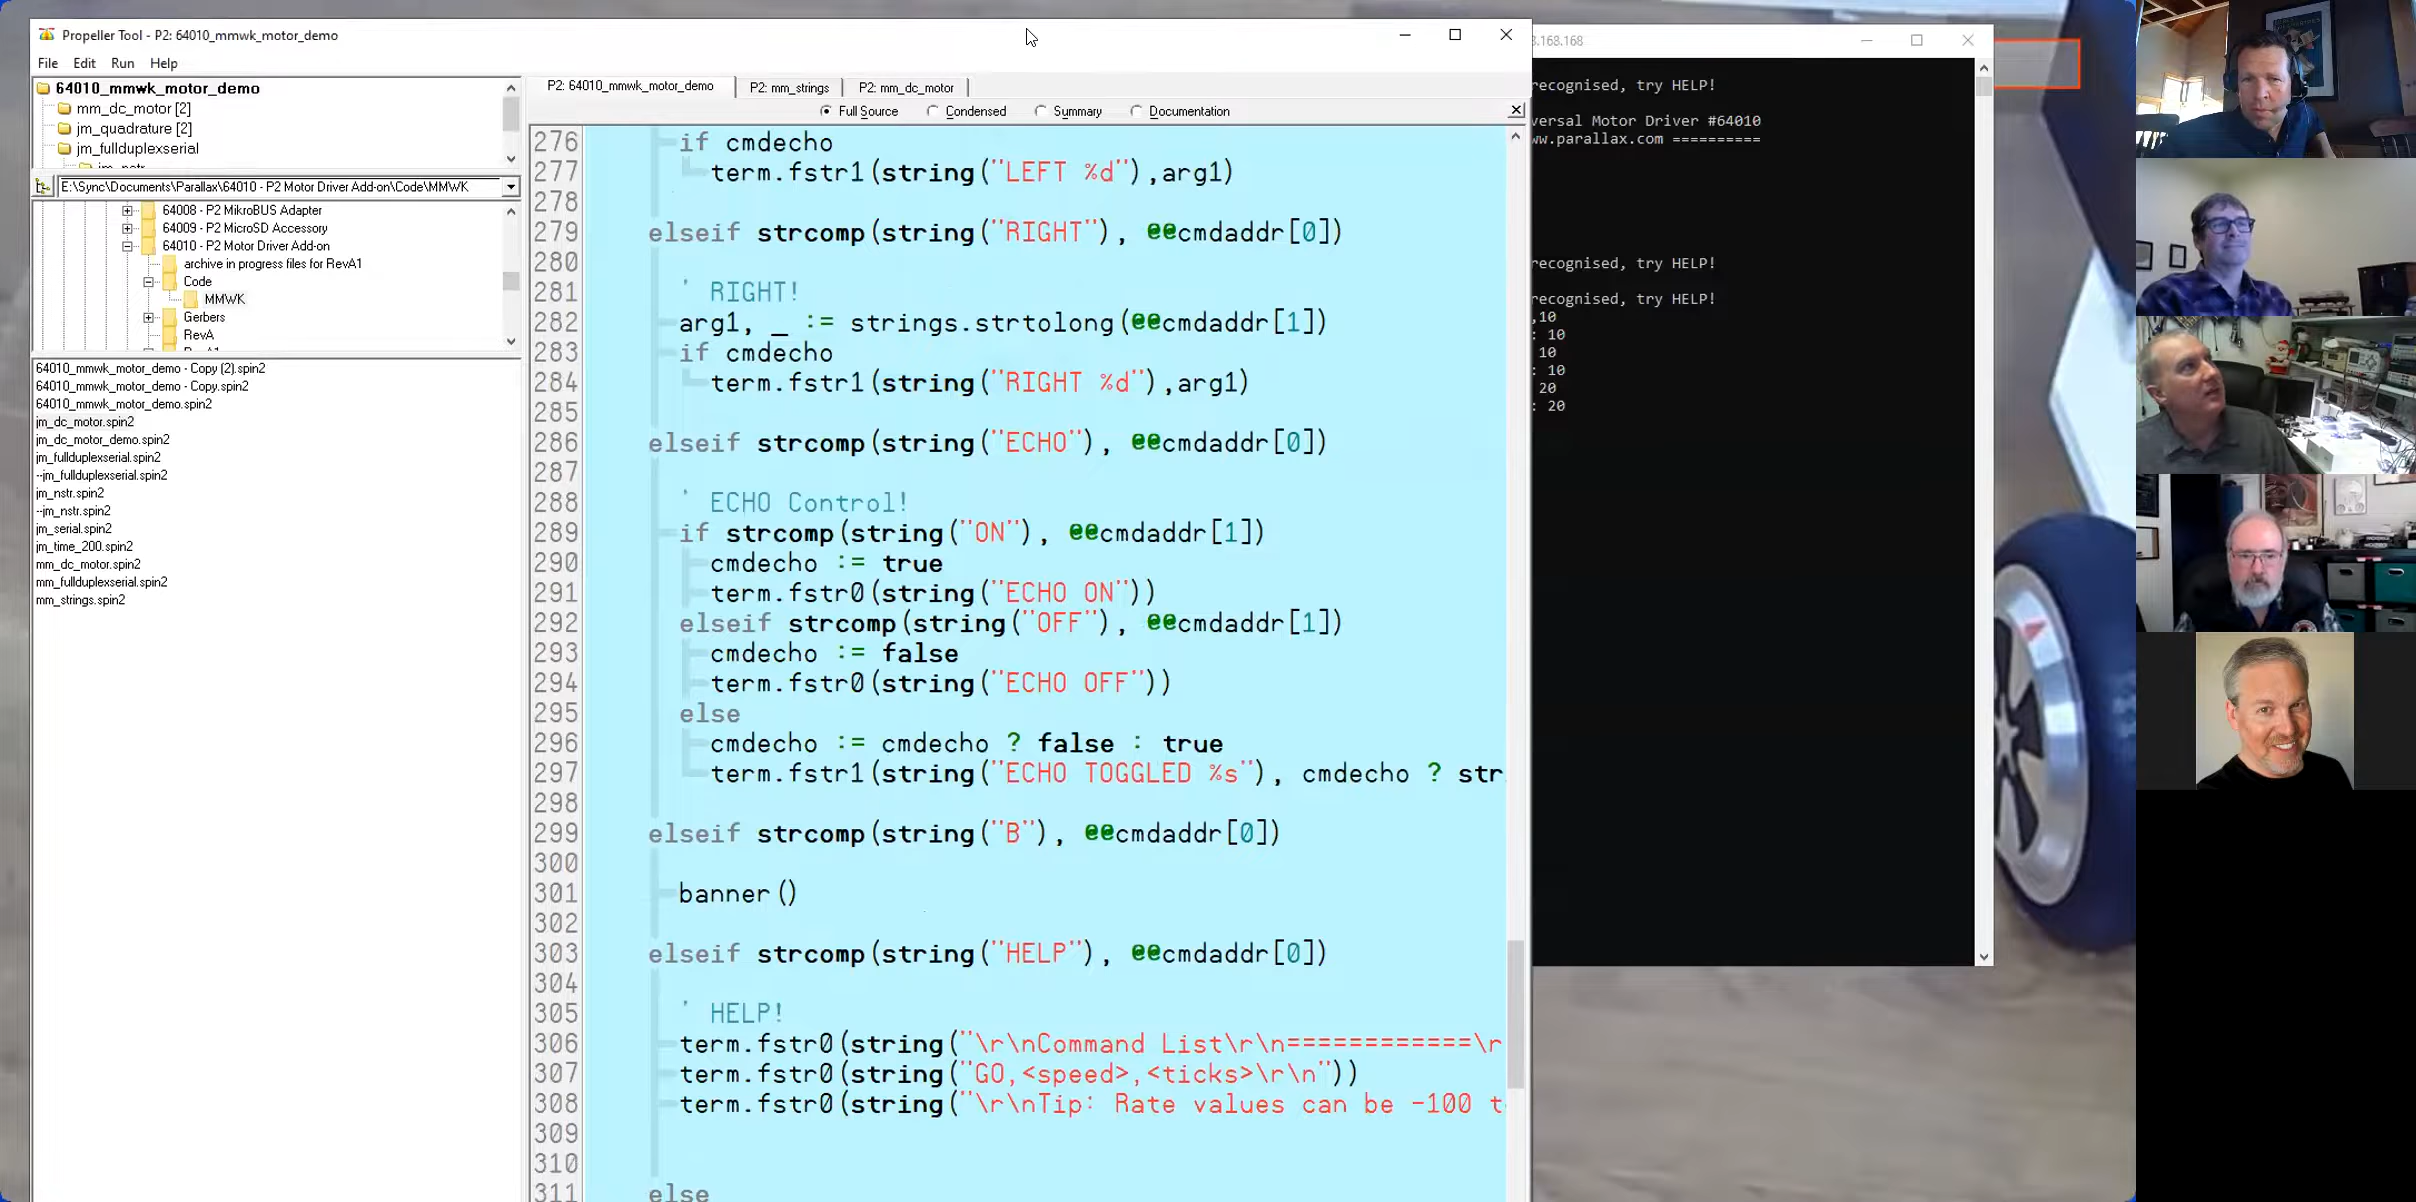 Propeller Tool - P2: 64010_mmwk_motor_demo
File Edit Run Help
64010_mmwk_motor_demo
mm_dc_motor [2]
jm_quadrature [2]
jm_fullduplexserial
E:\Sync\Documents\Parallax\64010 - P2 Motor Driver Add-on\Code\MMWK
64008 - P2 MikroBUS Adapter
64009 - P2 MicroSD Accessory
64010 - P2 Motor Driver Add-on
archive in progress files for RevA1
Code
MMWK
Gerbers
RevA
64010_mmwk_motor_demo - Copy (2).spin2
64010_mmwk_motor_demo - Copy.spin2
64010_mmwk_motor_demo.spin2
jm_dc_motor.spin2
jm_dc_motor_demo.spin2
jm_fullduplexserial.spin2
--jm_fullduplexserial.spin2
jm_nstr.spin2
--jm_nstr.spin2
jm_serial.spin2
jm_time_200.spin2
mm_dc_motor.spin2
mm_fullduplexserial.spin2
mm_strings.spin2
P2: 64010_mmwk_motor_demo P2: mm_strings P2: mm_dc_motor
Full Source Condensed Summary Documentation
276 if cmdecho
277 term.fstr1(string("LEFT %d"),arg1)
278
279 elseif strcomp(string("RIGHT"), @@cmdaddr[0])
280
281 ' RIGHT!
282 arg1, _ := strings.strtolong(@@cmdaddr[1])
283 if cmdecho
284 term.fstr1(string("RIGHT %d"),arg1)
285
286 elseif strcomp(string("ECHO"), @@cmdaddr[0])
287
288 ' ECHO Control!
289 if strcomp(string("ON"), @@cmdaddr[1])
290 cmdecho := true
291 term.fstr0(string("ECHO ON"))
292 elseif strcomp(string("OFF"), @@cmdaddr[1])
293 cmdecho := false
294 term.fstr0(string("ECHO OFF"))
295 else
296 cmdecho := cmdecho ? false : true
297 term.fstr1(string("ECHO TOGGLED %s"), cmdecho ? str
298
299 elseif strcomp(string("B"), @@cmdaddr[0])
300
301 banner()
302
303 elseif strcomp(string("HELP"), @@cmdaddr[0])
304
305 ' HELP!
306 term.fstr0(string("\r\nCommand List\r\n============\r
307 term.fstr0(string("GO,<speed>,<ticks>\r\n"))
308 term.fstr0(string("\r\nTip: Rate values can be -100 t
309
310
311 else
.168.168
recognised, try HELP!
versal Motor Driver #64010
ww.parallax.com ==========
recognised, try HELP!
recognised, try HELP!
,10
: 10
10
: 10
20
: 20